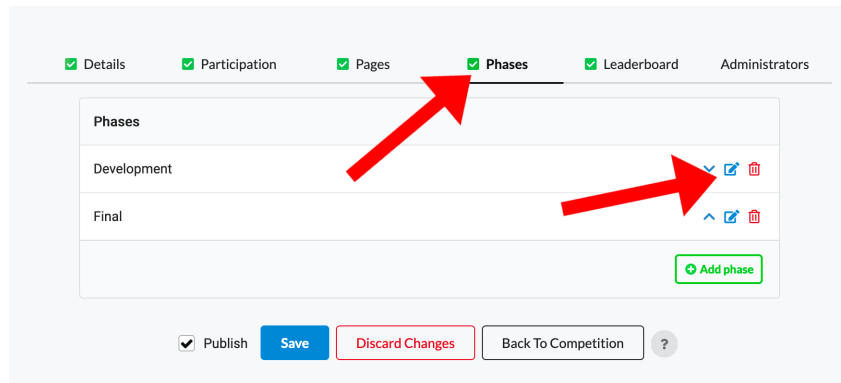 Details Participation Pages Phases Leaderboard Administrators
Phases
Development
Final
Add phase
Publish Save Discard Changes Back To Competition ?